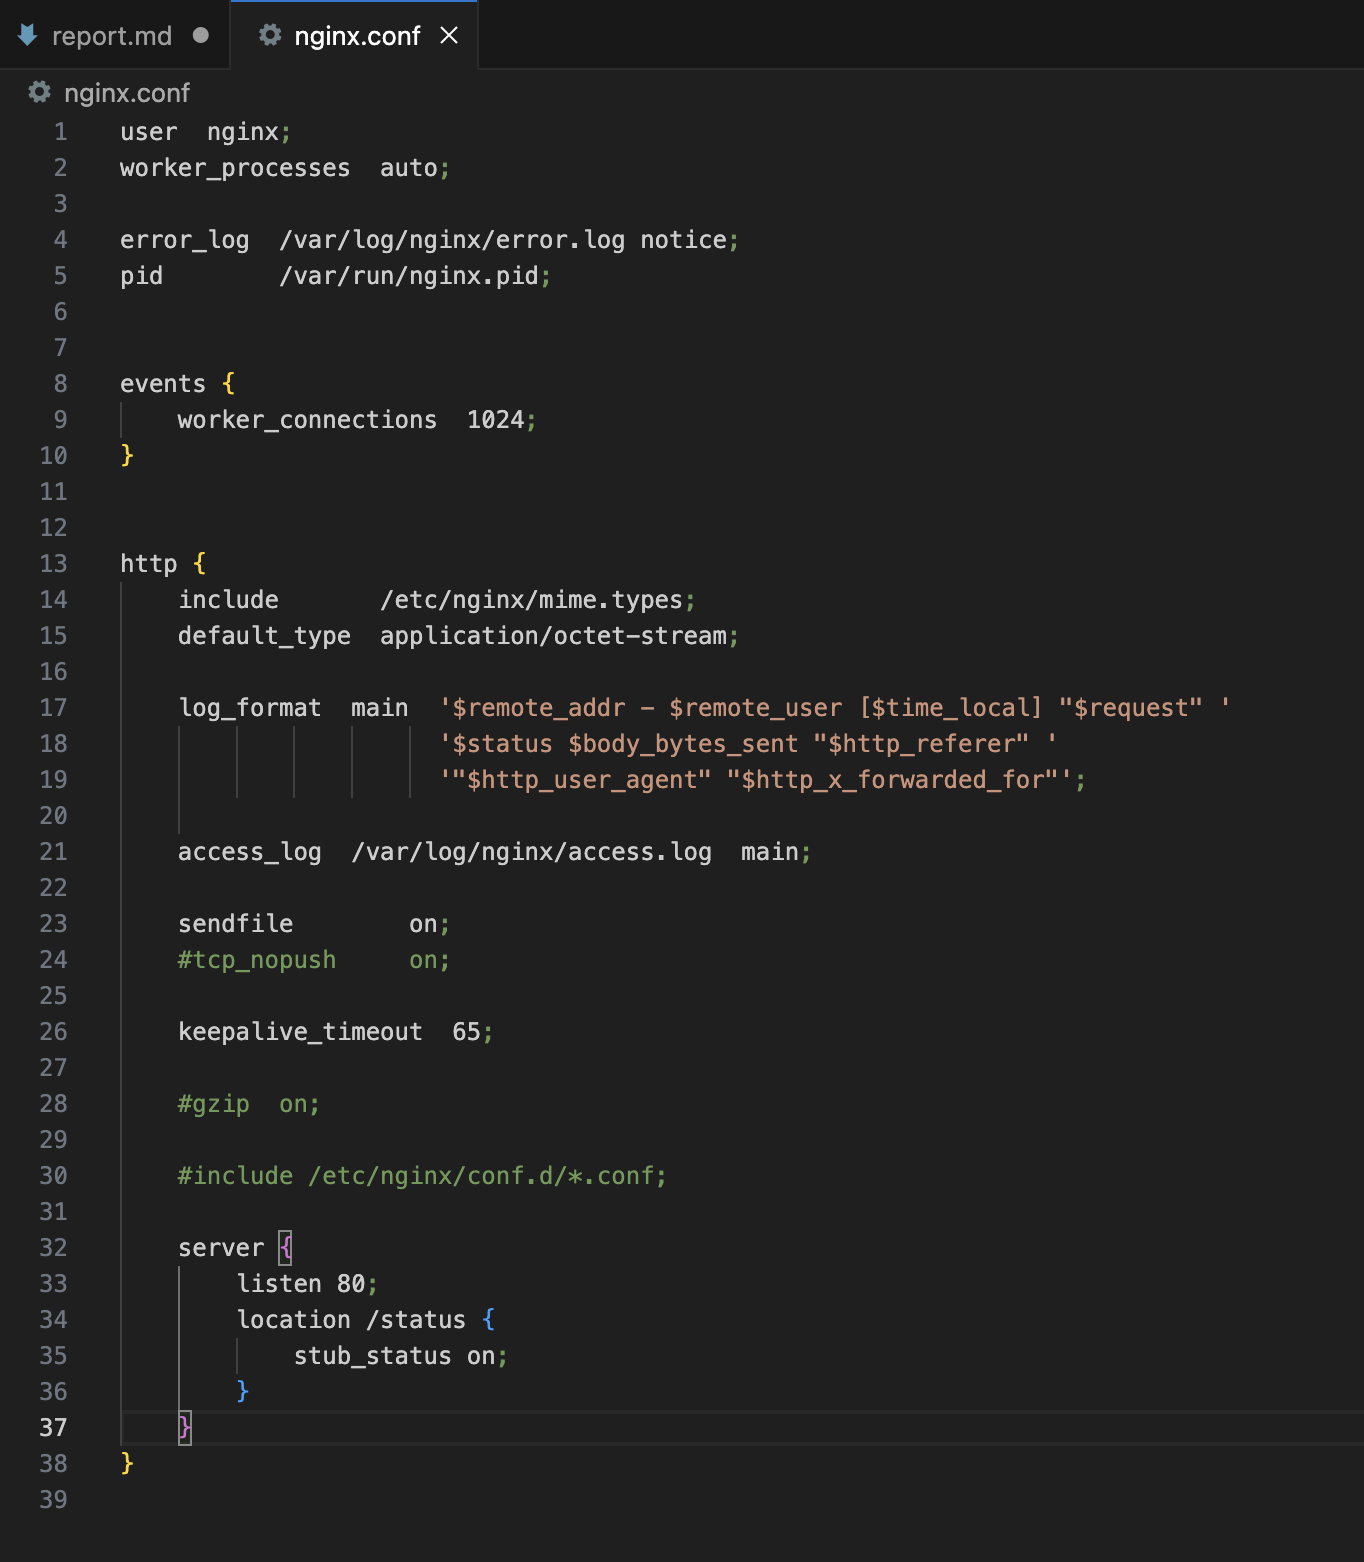 report.md
nginx.conf
nginx.conf
1 user  nginx;
2 worker_processes  auto;
3
4 error_log  /var/log/nginx/error.log notice;
5 pid        /var/run/nginx.pid;
6
7
8 events {
9     worker_connections  1024;
10 }
11
12
13 http {
14     include       /etc/nginx/mime.types;
15     default_type  application/octet-stream;
16
17     log_format  main  '$remote_addr - $remote_user [$time_local] "$request" '
18                       '$status $body_bytes_sent "$http_referer" '
19                       '"$http_user_agent" "$http_x_forwarded_for"';
20
21     access_log  /var/log/nginx/access.log  main;
22
23     sendfile        on;
24     #tcp_nopush     on;
25
26     keepalive_timeout  65;
27
28     #gzip  on;
29
30     #include /etc/nginx/conf.d/*.conf;
31
32     server {
33         listen 80;
34         location /status {
35             stub_status on;
36         }
37     }
38 }
39